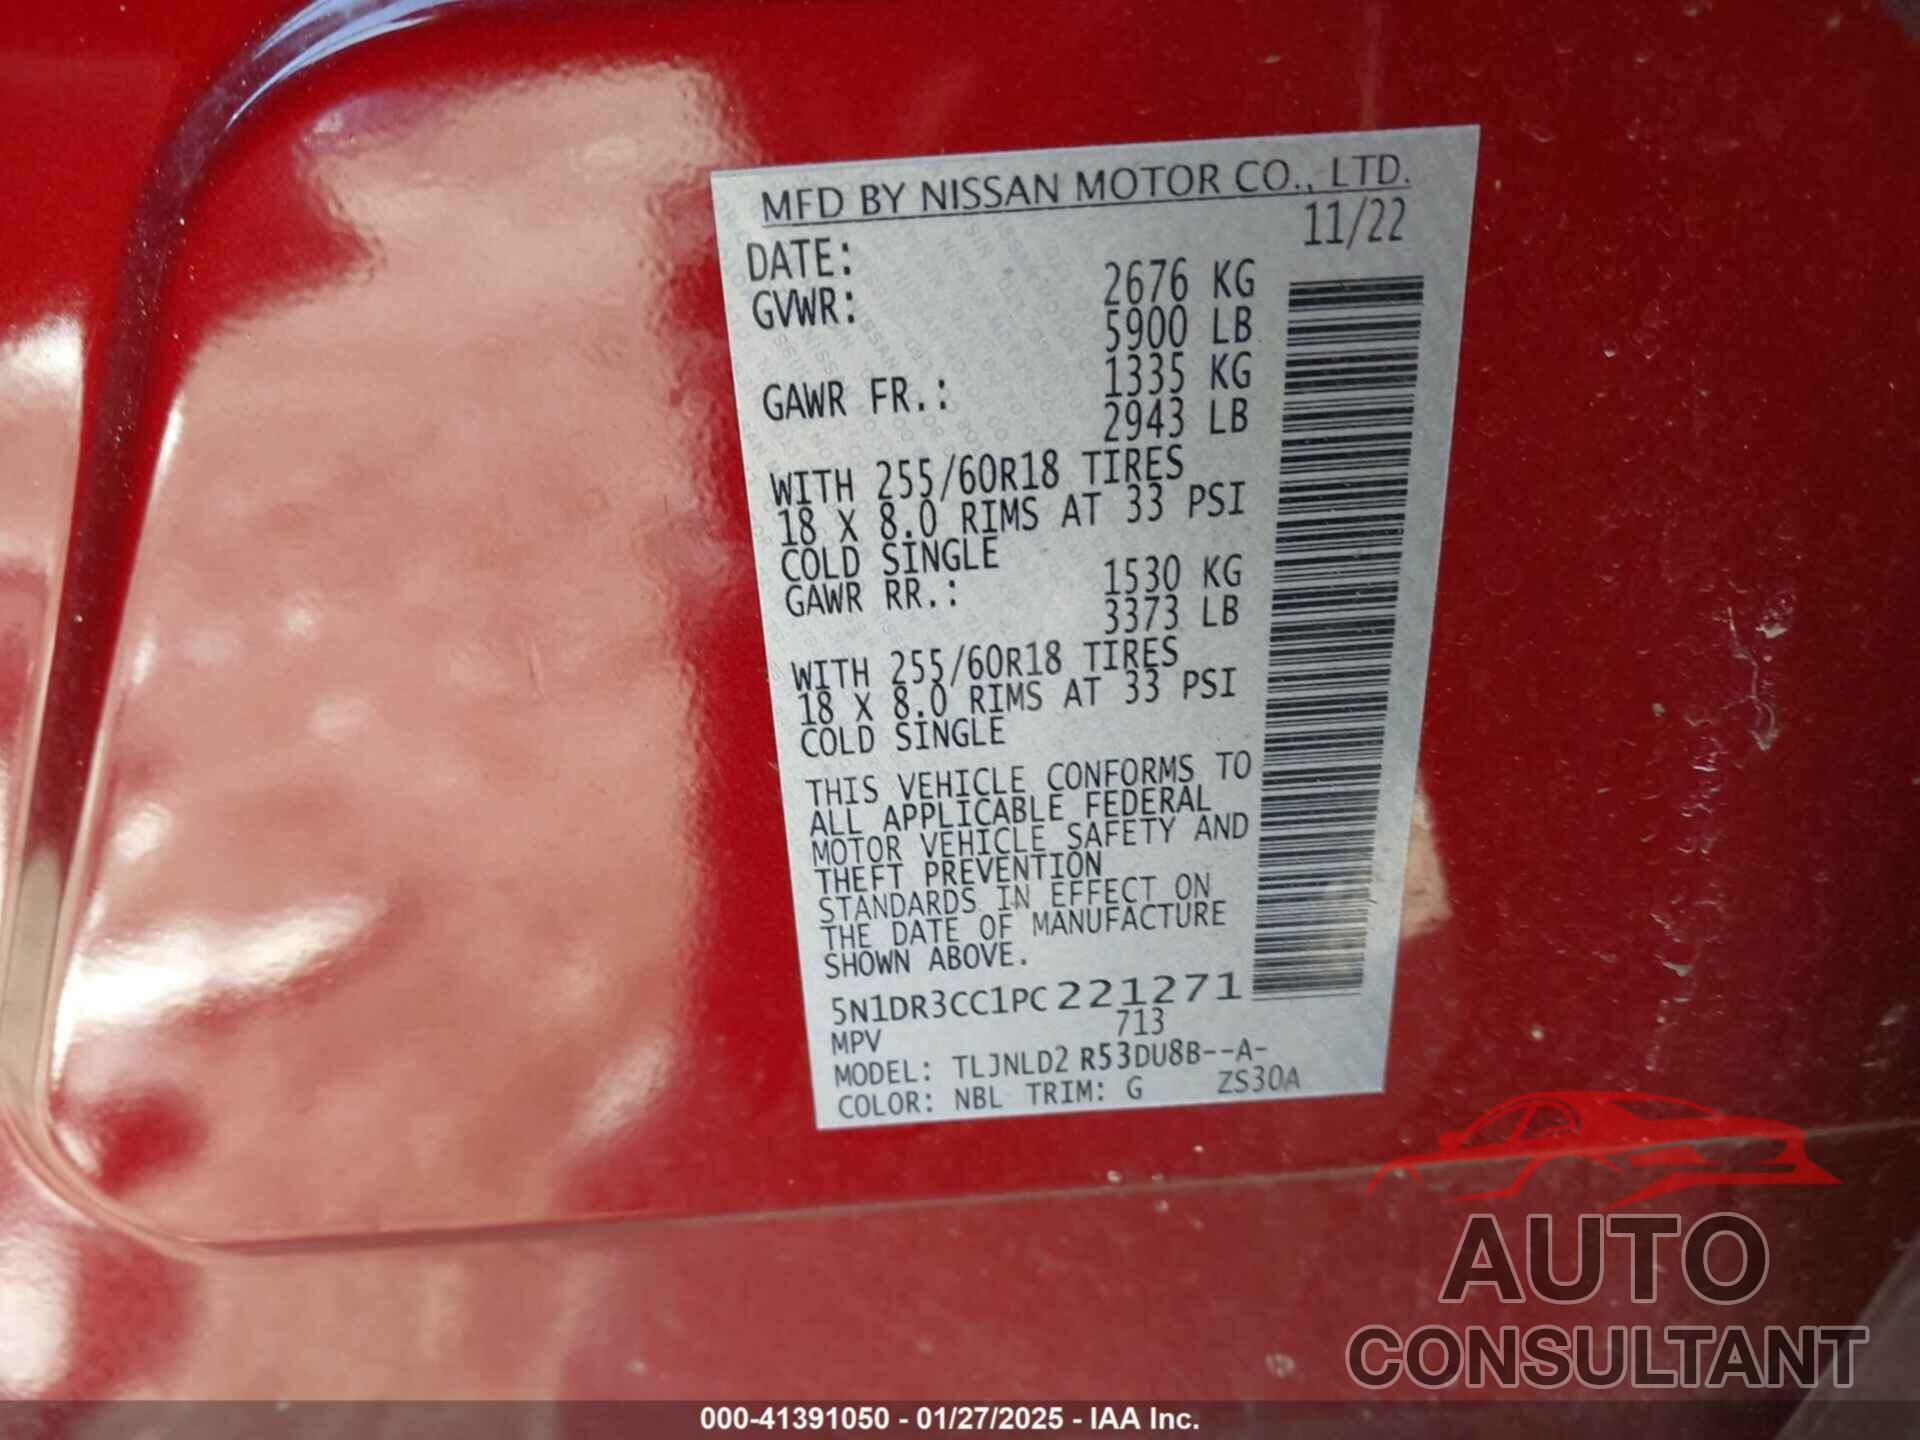 MFD BY NISSAN MOTOR CO., LTD.
DATE: 11/22
GVWR: 2676 KG
5900 LB
GAWR FR.: 1335 KG
2943 LB
WITH 255/60R18 TIRES
18 X 8.0 RIMS AT 33 PSI
COLD SINGLE
GAWR RR.: 1530 KG
3373 LB
WITH 255/60R18 TIRES
18 X 8.0 RIMS AT 33 PSI
COLD SINGLE
THIS VEHICLE CONFORMS TO
ALL APPLICABLE FEDERAL
MOTOR VEHICLE SAFETY AND
THEFT PREVENTION
STANDARDS IN EFFECT ON
THE DATE OF MANUFACTURE
SHOWN ABOVE.
5N1DR3CC1PC221271
MPV 713
MODEL: TLJNLD2 R53DU8B--A-
COLOR: NBL TRIM: G ZS30A
AUTO
CONSULTANT
000-41391050 - 01/27/2025 - IAA Inc.